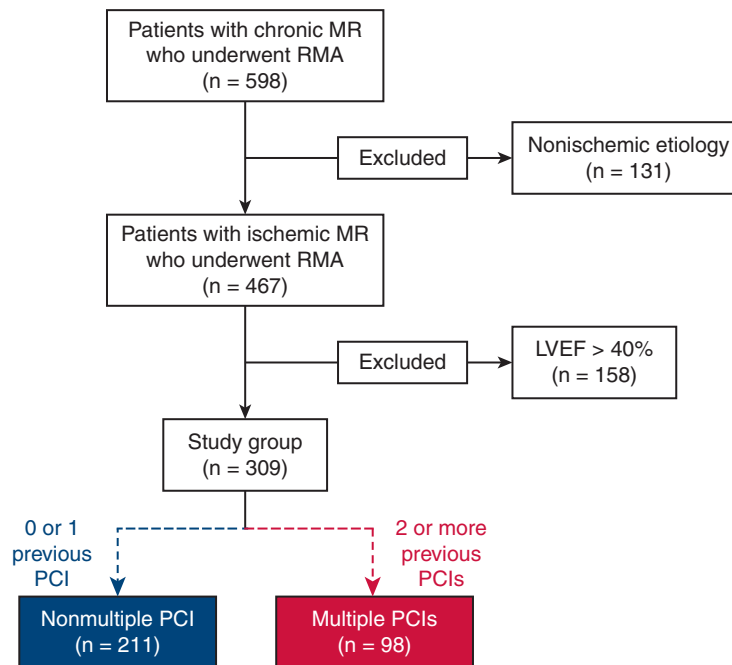 Patients with chronic MR
who underwent RMA
(n = 598)
Excluded
Nonischemic etiology
(n = 131)
Patients with ischemic MR
who underwent RMA
(n = 467)
Excluded
LVEF > 40%
(n = 158)
Study group
(n = 309)
0 or 1
previous
PCI
2 or more
previous
PCIs
Nonmultiple PCI
(n = 211)
Multiple PCIs
(n = 98)